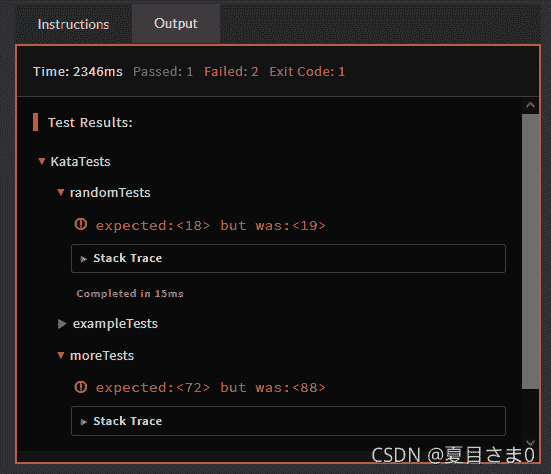 Instructions
Output
Time: 2346ms Passed: 1 Failed: 2 Exit Code: 1
Test Results:
KataTests
randomTests
expected:<18> but was:<19>
Stack Trace
Completed in 15ms
exampleTests
moreTests
expected:<72> but was:<88>
Stack Trace
CSDN @夏目さま0